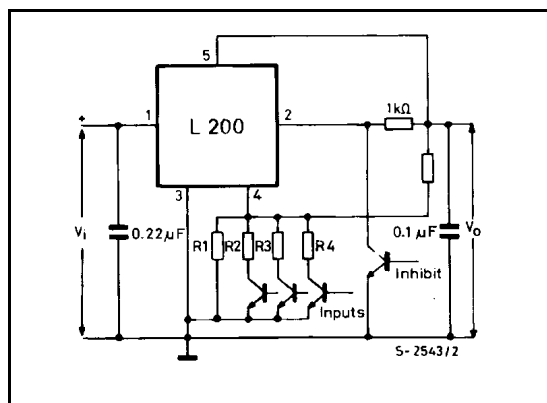 5
1kΩ
1
L 200
2
+
3
4
Vi
0.22µF
R1
R2
R3
R4
0.1µF
Vo
Inhibit
Inputs
S-2543/2